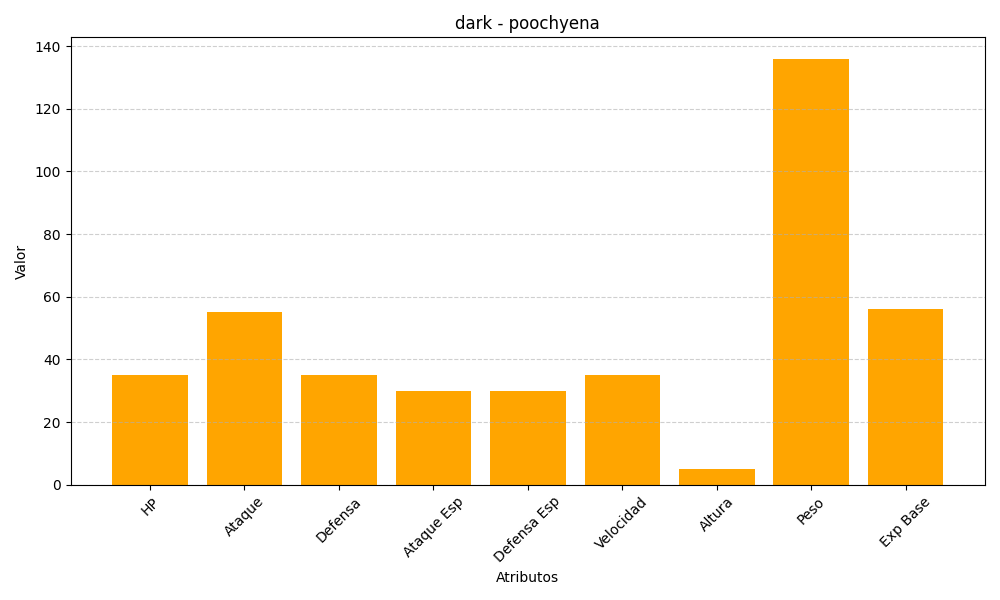 dark - poochyena
140
120
100
80
60
40
20
0
Valor
HP
Ataque
Defensa
Ataque Esp
Defensa Esp
Velocidad
Altura
Peso
Exp Base
Atributos